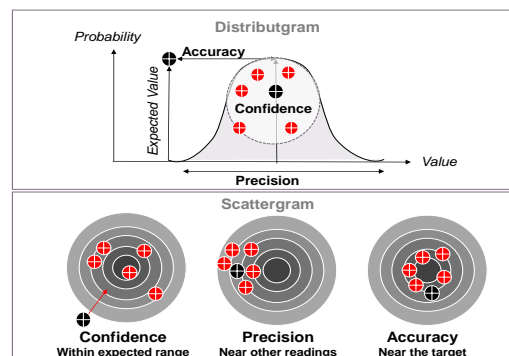 Distributgram
Probability
Accuracy
Expected Value
Confidence
Value
Precision
Scattergram
Confidence
Within expected range
Precision
Near other readings
Accuracy
Near the target